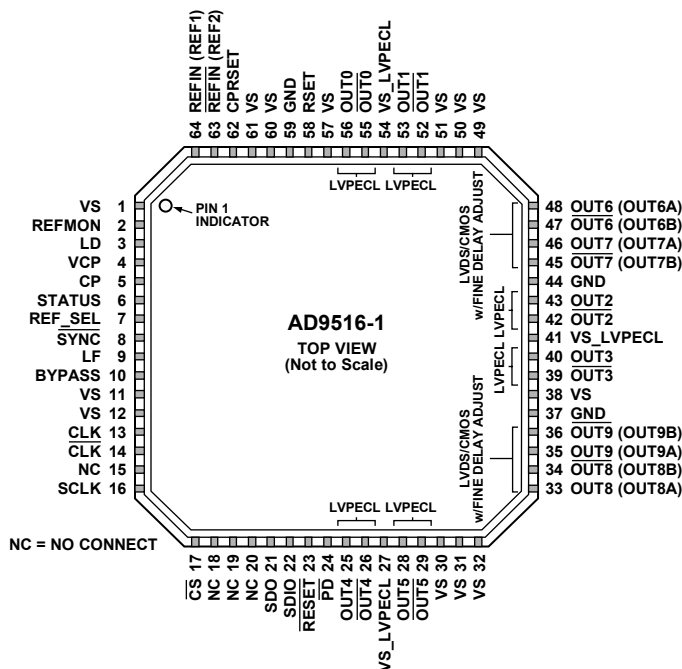 64 REFIN (REF1)
63 REFIN (REF2)
62 CPRSET
61 VS
60 VS
59 GND
58 RSET
57 VS
56 OUT0
55 OUT0
54 VS_LVPECL
53 OUT1
52 OUT1
51 VS
50 VS
49 VS
LVPECL LVPECL
VS 1
REFMON 2
LD 3
VCP 4
CP 5
STATUS 6
REF_SEL 7
SYNC 8
LF 9
BYPASS 10
VS 11
VS 12
CLK 13
CLK 14
NC 15
SCLK 16
PIN 1
INDICATOR
AD9516-1
TOP VIEW
(Not to Scale)
LVDS/CMOS
w/FINE DELAY ADJUST
LVPECL
LVPECL
LVDS/CMOS
w/FINE DELAY ADJUST
48 OUT6 (OUT6A)
47 OUT6 (OUT6B)
46 OUT7 (OUT7A)
45 OUT7 (OUT7B)
44 GND
43 OUT2
42 OUT2
41 VS_LVPECL
40 OUT3
39 OUT3
38 VS
37 GND
36 OUT9 (OUT9B)
35 OUT9 (OUT9A)
34 OUT8 (OUT8B)
33 OUT8 (OUT8A)
LVPECL LVPECL
NC = NO CONNECT
CS 17
NC 18
NC 19
NC 20
SDO 21
SDIO 22
RESET 23
PD 24
OUT4 25
OUT4 26
VS_LVPECL 27
OUT5 28
OUT5 29
VS 30
VS 31
VS 32